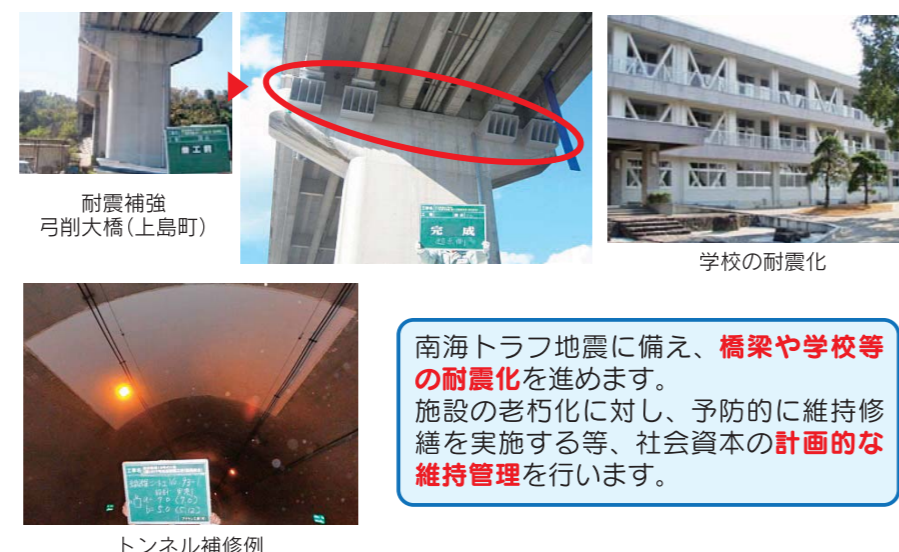 着工前
完成
耐震補強
弓削大橋(上島町)
学校の耐震化
南海トラフ地震に備え、橋梁や学校等
の耐震化を進めます。
施設の老朽化に対し、予防的に維持修
繕を実施する等、社会資本の計画的な
維持管理を行います。
トンネル補修例